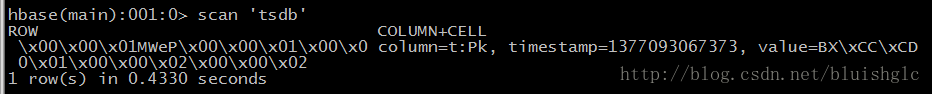 hbase(main):001:0> scan 'tsdb'
ROW COLUMN+CELL
\x00\x00\x01MWeP\x00\x00\x01\x00\x0 column=t:Pk, timestamp=1377093067373, value=BX\xCC\xCD
0\x01\x00\x00\x02\x00\x00\x02
1 row(s) in 0.4330 seconds
http://blog.csdn.net/bluishglc